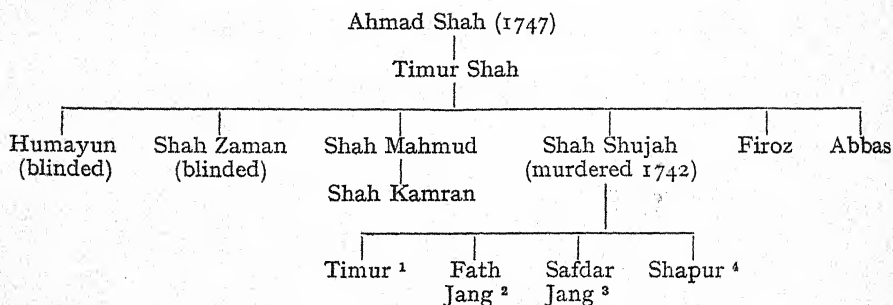 Ahmad Shah (1747)
Timur Shah
Humayun Shah Zaman Shah Mahmud Shah Shujah Firoz Abbas
(blinded) (blinded) (murdered 1742)
Shah Kamran
Timur ¹ Fath Safdar Shapur ⁴
Jang ² Jang ³